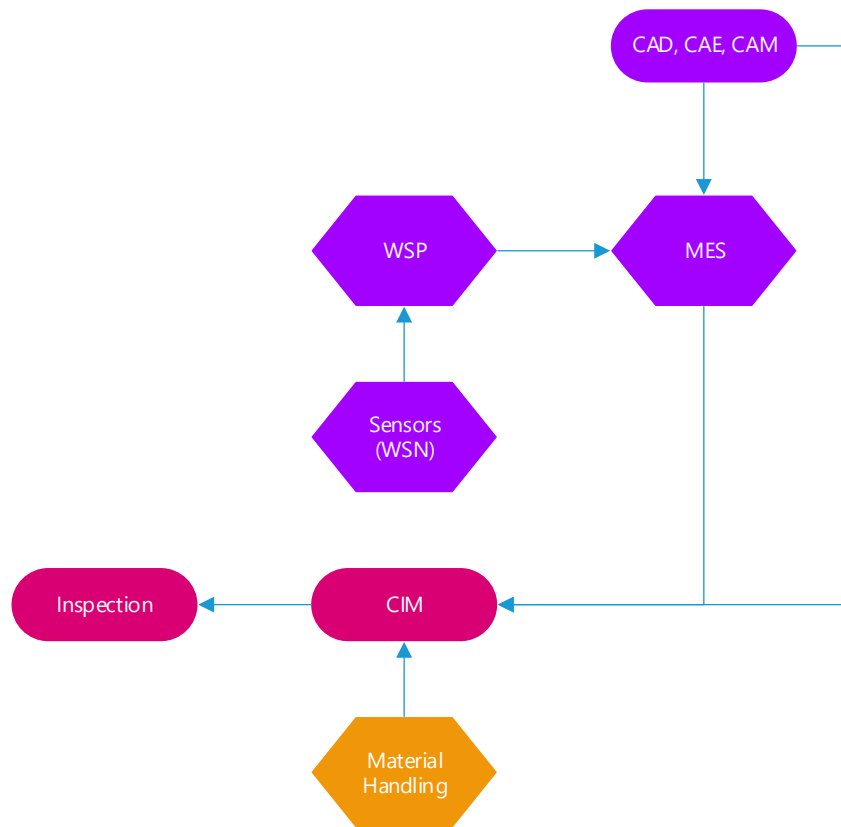 CAD, CAE, CAM
WSP
MES
Sensors
(WSN)
Inspection
CIM
Material
Handling